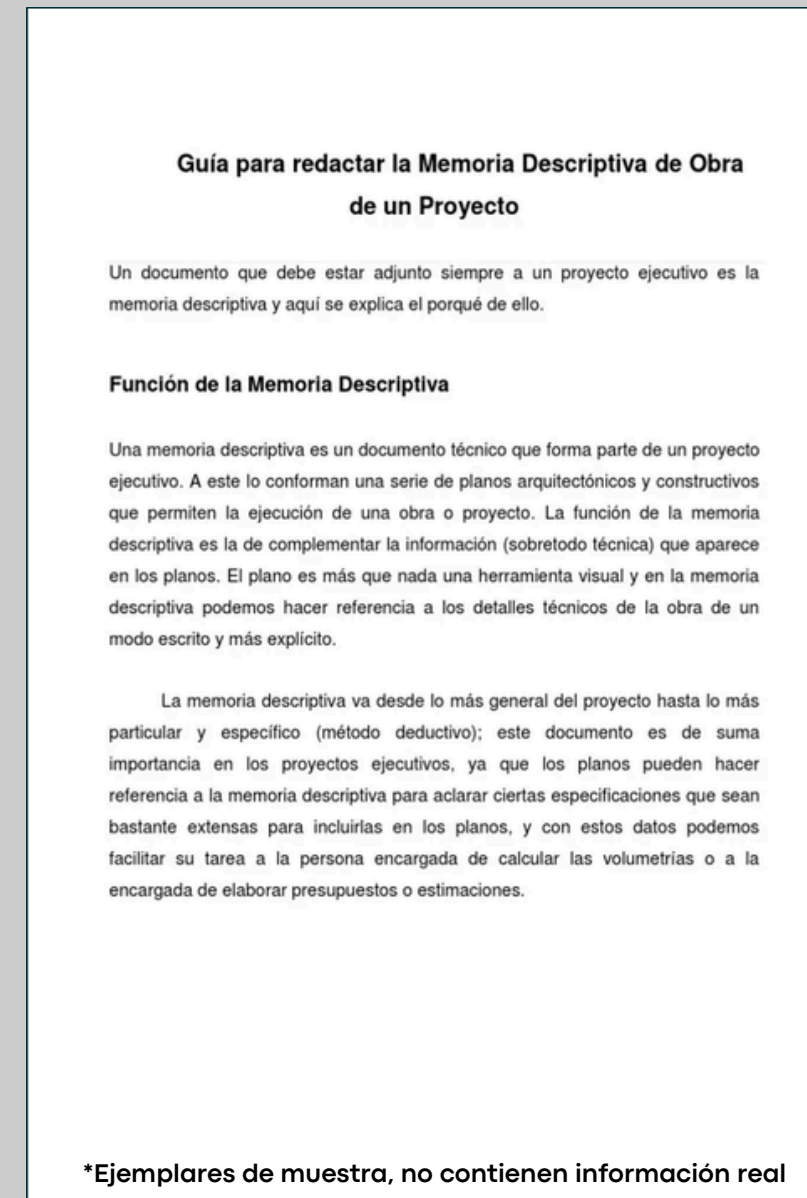 Guía para redactar la Memoria Descriptiva de Obra
de un Proyecto
Un documento que debe estar adjunto siempre a un proyecto ejecutivo es la
memoria descriptiva y aquí se explica el porqué de ello.
Función de la Memoria Descriptiva
Una memoria descriptiva es un documento técnico que forma parte de un proyecto
ejecutivo. A este lo conforman una serie de planos arquitectónicos y constructivos
que permiten la ejecución de una obra o proyecto. La función de la memoria
descriptiva es la de complementar la información (sobretodo técnica) que aparece
en los planos. El plano es más que nada una herramienta visual y en la memoria
descriptiva podemos hacer referencia a los detalles técnicos de la obra de un
modo escrito y más explícito.
La memoria descriptiva va desde lo más general del proyecto hasta lo más
particular y específico (método deductivo); este documento es de suma
importancia en los proyectos ejecutivos, ya que los planos pueden hacer
referencia a la memoria descriptiva para aclarar ciertas especificaciones que sean
bastante extensas para incluirlas en los planos, y con estos datos podemos
facilitar su tarea a la persona encargada de calcular las volumetrías o a la
encargada de elaborar presupuestos o estimaciones.
*Ejemplares de muestra, no contienen información real